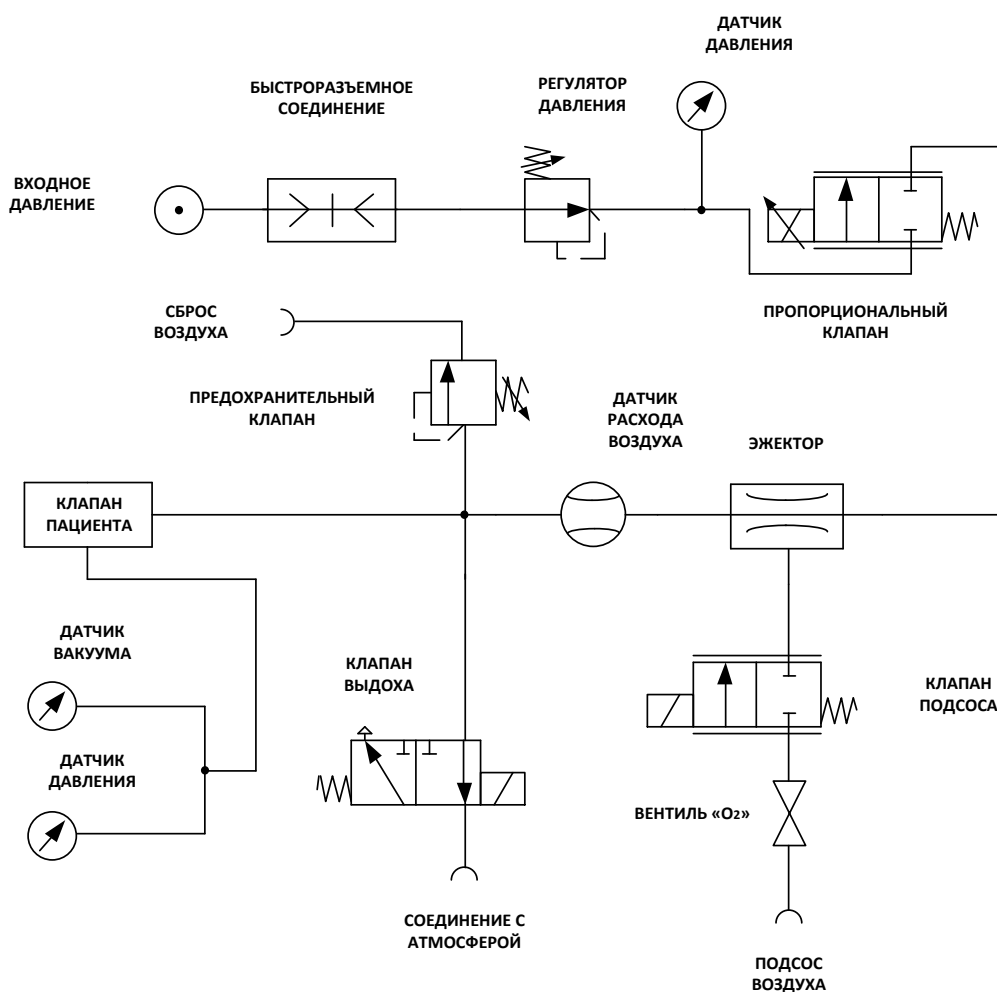 ДАТЧИК
ДАВЛЕНИЯ
БЫСТРОРАЗЪЕМНОЕ
СОЕДИНЕНИЕ
РЕГУЛЯТОР
ДАВЛЕНИЯ
ВХОДНОЕ
ДАВЛЕНИЕ
СБРОС
ВОЗДУХА
ПРОПОРЦИОНАЛЬНЫЙ
КЛАПАН
ПРЕДОХРАНИТЕЛЬНЫЙ
КЛАПАН
ДАТЧИК
РАСХОДА
ВОЗДУХА
ЭЖЕКТОР
КЛАПАН
ПАЦИЕНТА
ДАТЧИК
ВАКУУМА
КЛАПАН
ВЫДОХА
КЛАПАН
ПОДСОСА
ДАТЧИК
ДАВЛЕНИЯ
ВЕНТИЛЬ «О2»
СОЕДИНЕНИЕ С
АТМОСФЕРОЙ
ПОДСОС
ВОЗДУХА